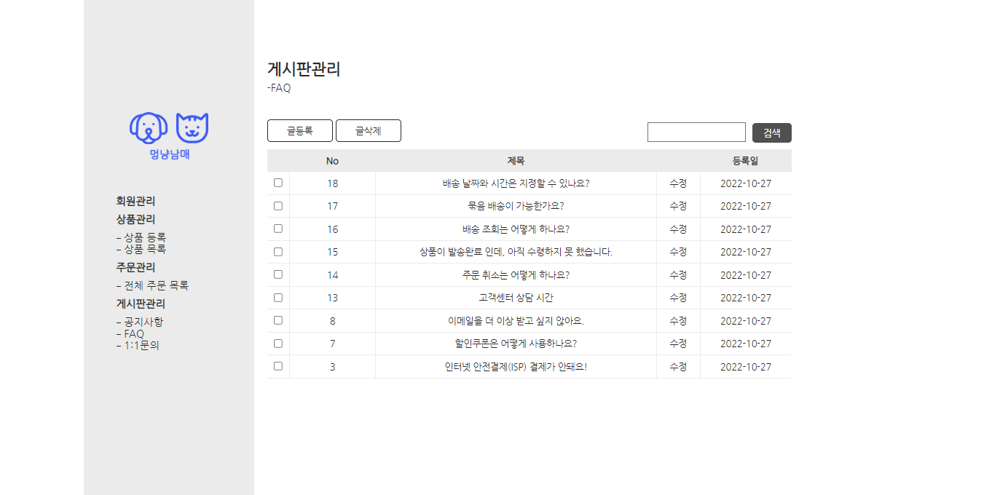 멍냥남매
회원관리
상품관리
- 상품 등록
- 상품 목록
주문관리
- 전체 주문 목록
게시판관리
- 공지사항
- FAQ
- 1:1문의
게시판관리
-FAQ
글등록 글삭제 검색
No 제목 등록일
18 배송 날짜와 시간은 지정할 수 있나요? 수정 2022-10-27
17 묶음 배송이 가능한가요? 수정 2022-10-27
16 배송 조회는 어떻게 하나요? 수정 2022-10-27
15 상품이 발송완료 인데, 아직 수령하지 못 했습니다. 수정 2022-10-27
14 주문 취소는 어떻게 하나요? 수정 2022-10-27
13 고객센터 상담 시간 수정 2022-10-27
8 이메일을 더 이상 받고 싶지 않아요. 수정 2022-10-27
7 할인쿠폰은 어떻게 사용하나요? 수정 2022-10-27
3 인터넷 안전결제(ISP) 결제가 안돼요! 수정 2022-10-27